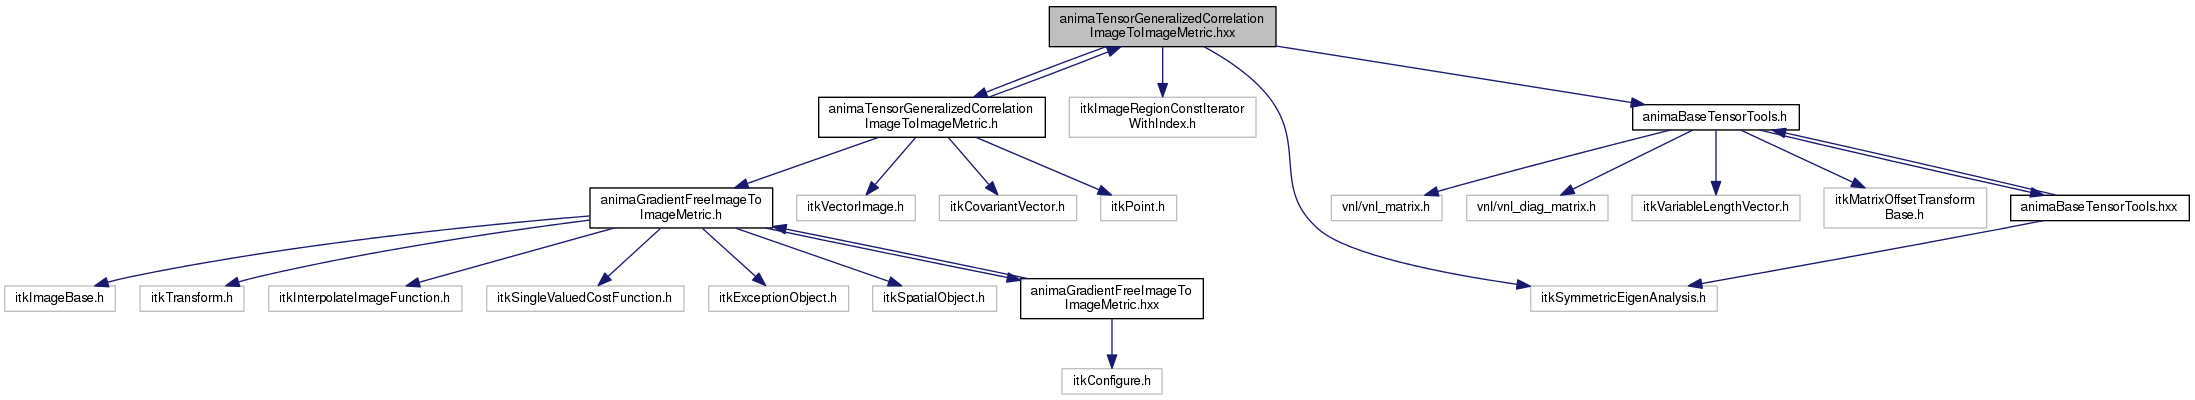 animaTensorGeneralizedCorrelation
ImageToImageMetric.hxx
animaTensorGeneralizedCorrelation
ImageToImageMetric.h
itkImageRegionConstIterator
WithIndex.h
animaBaseTensorTools.h
animaGradientFreeImageTo
ImageMetric.h
itkVectorImage.h
itkCovariantVector.h
itkPoint.h
vnl/vnl_matrix.h
vnl/vnl_diag_matrix.h
itkVariableLengthVector.h
itkMatrixOffsetTransform
Base.h
animaBaseTensorTools.hxx
itkImageBase.h
itkTransform.h
itkInterpolateImageFunction.h
itkSingleValuedCostFunction.h
itkExceptionObject.h
itkSpatialObject.h
animaGradientFreeImageTo
ImageMetric.hxx
itkSymmetricEigenAnalysis.h
itkConfigure.h